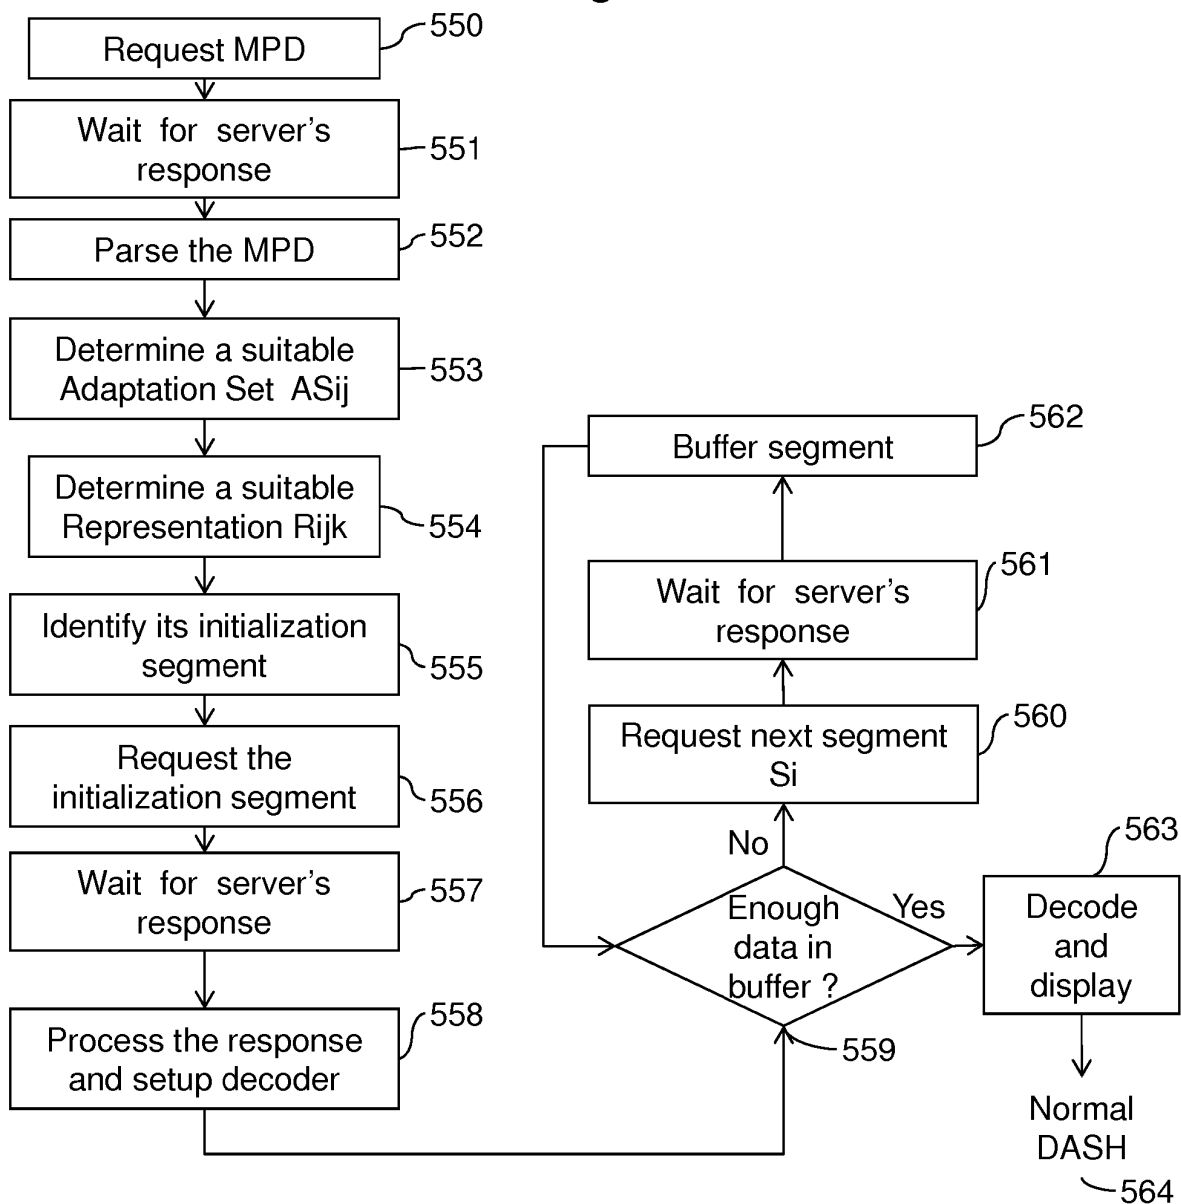 Request MPD
550
Wait for server's
response
551
Parse the MPD
552
Determine a suitable
Adaptation Set ASij
553
Determine a suitable
Representation Rijk
554
Identify its initialization
segment
555
Request the
initialization segment
556
Wait for server's
response
557
Process the response
and setup decoder
558
Buffer segment
562
Wait for server's
response
561
Request next segment
Si
560
No
Enough
data in
buffer ?
Yes
559
563
Decode
and
display
Normal
DASH
564